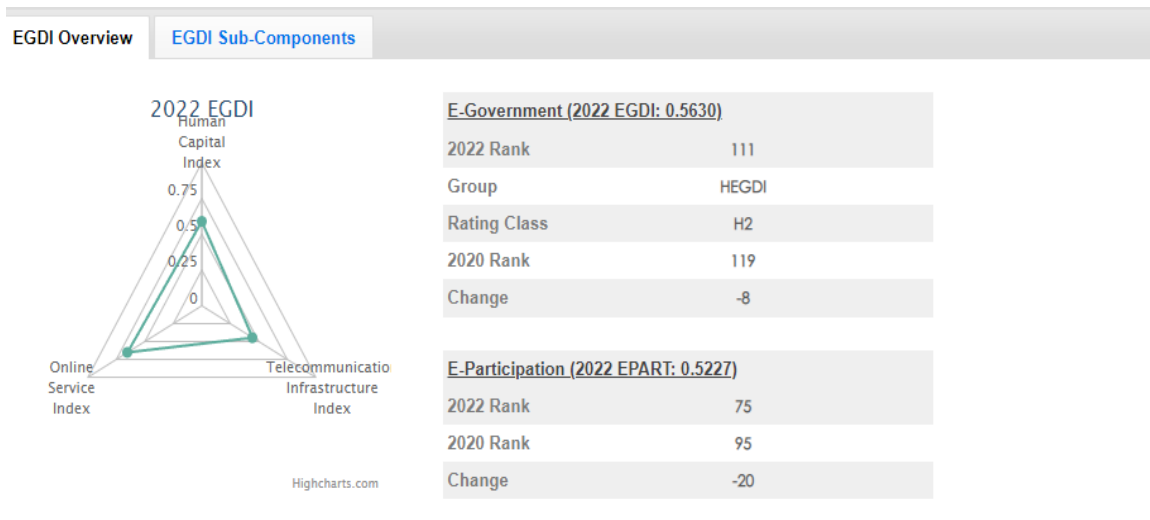 EGDI Overview
EGDI Sub-Components
2022 EGDI
Human
Capital
Index
0.75
0.5
0.25
0
Online
Service
Index
Telecommunicatio
Infrastructure
Index
Highcharts.com
E-Government (2022 EGDI: 0.5630)
2022 Rank 111
Group HEGDI
Rating Class H2
2020 Rank 119
Change -8
E-Participation (2022 EPART: 0.5227)
2022 Rank 75
2020 Rank 95
Change -20